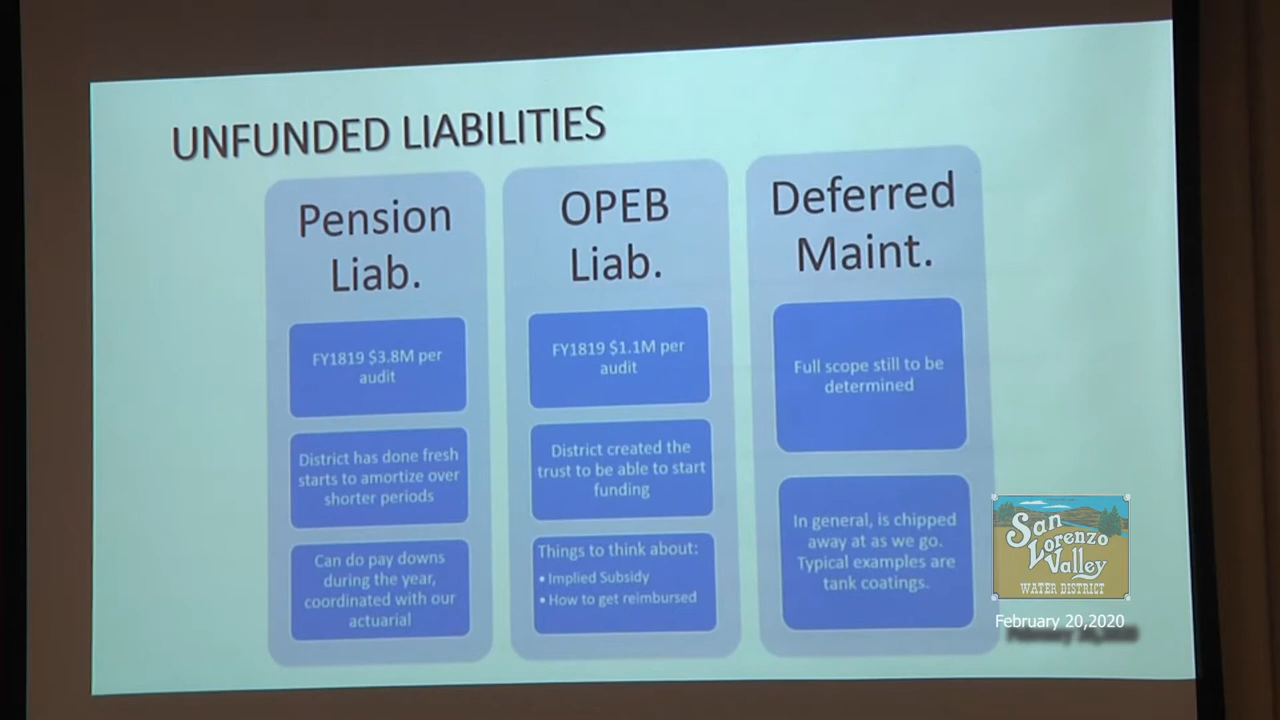 UNFUNDED LIABILITIES
Pension
Liab.
FY1819 $3.8M per
audit
District has done fresh
starts to amortize over
shorter periods
Can do pay downs
during the year,
coordinated with our
actuarial
OPEB
Liab.
FY1819 $1.1M per
audit
District created the
trust to be able to start
funding
Things to think about:
• Implied Subsidy
• How to get reimbursed
Deferred
Maint.
Full scope still to be
determined
In general, is chipped
away at as we go.
Typical examples are
tank coatings.
San
Lorenzo
Valley
WATER DISTRICT
February 20,2020